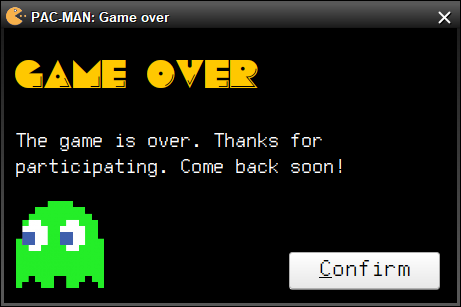 PAC-MAN: Game over
GAME OVER
The game is over. Thanks for
participating. Come back soon!
Confirm